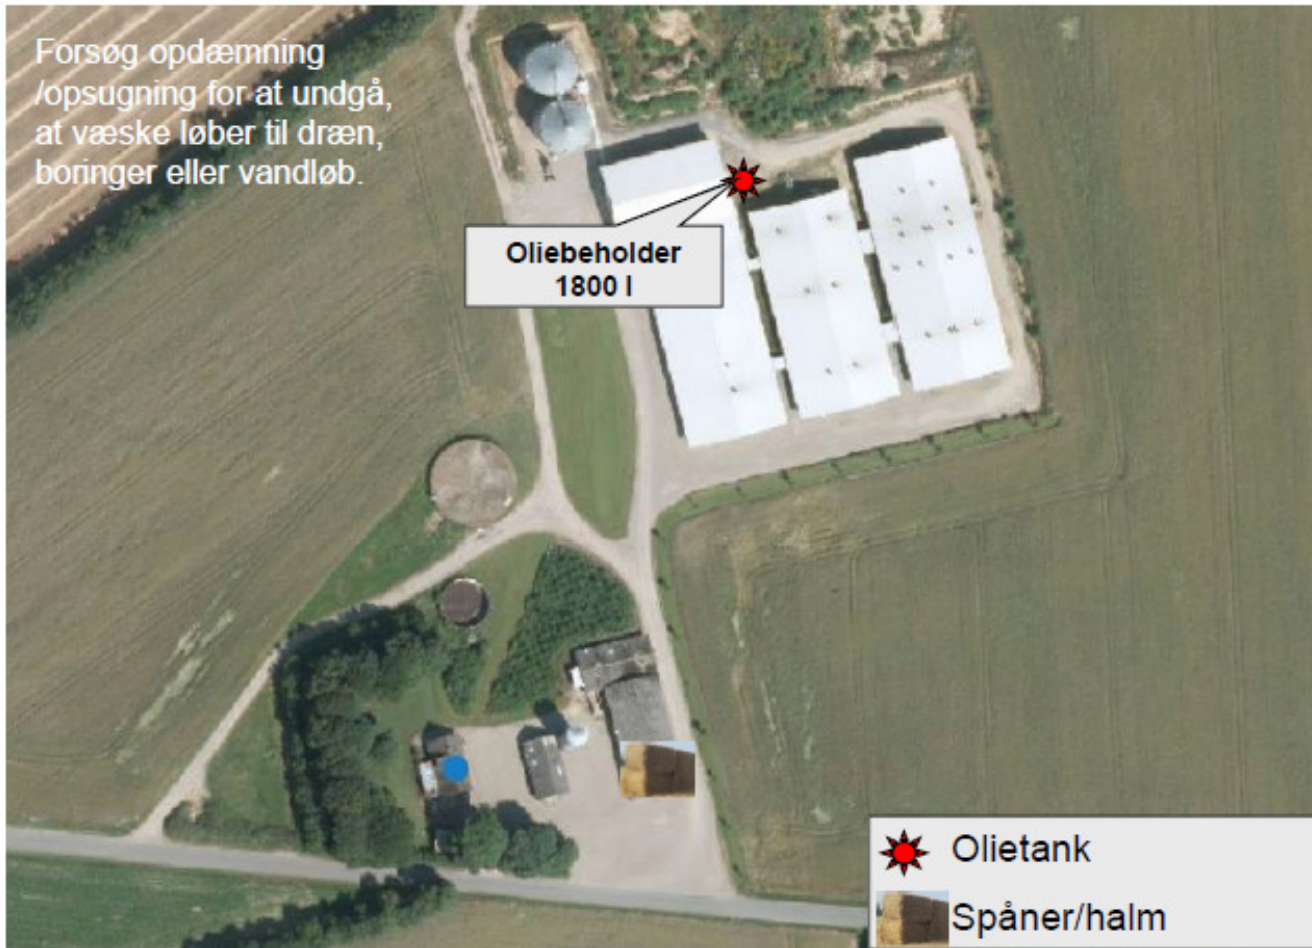 Forsøg opdæmning
/opsugning for at undgå,
at væske løber til dræn,
boringer eller vandløb.
Oliebeholder
1800 l
Olietank
Spåner/halm